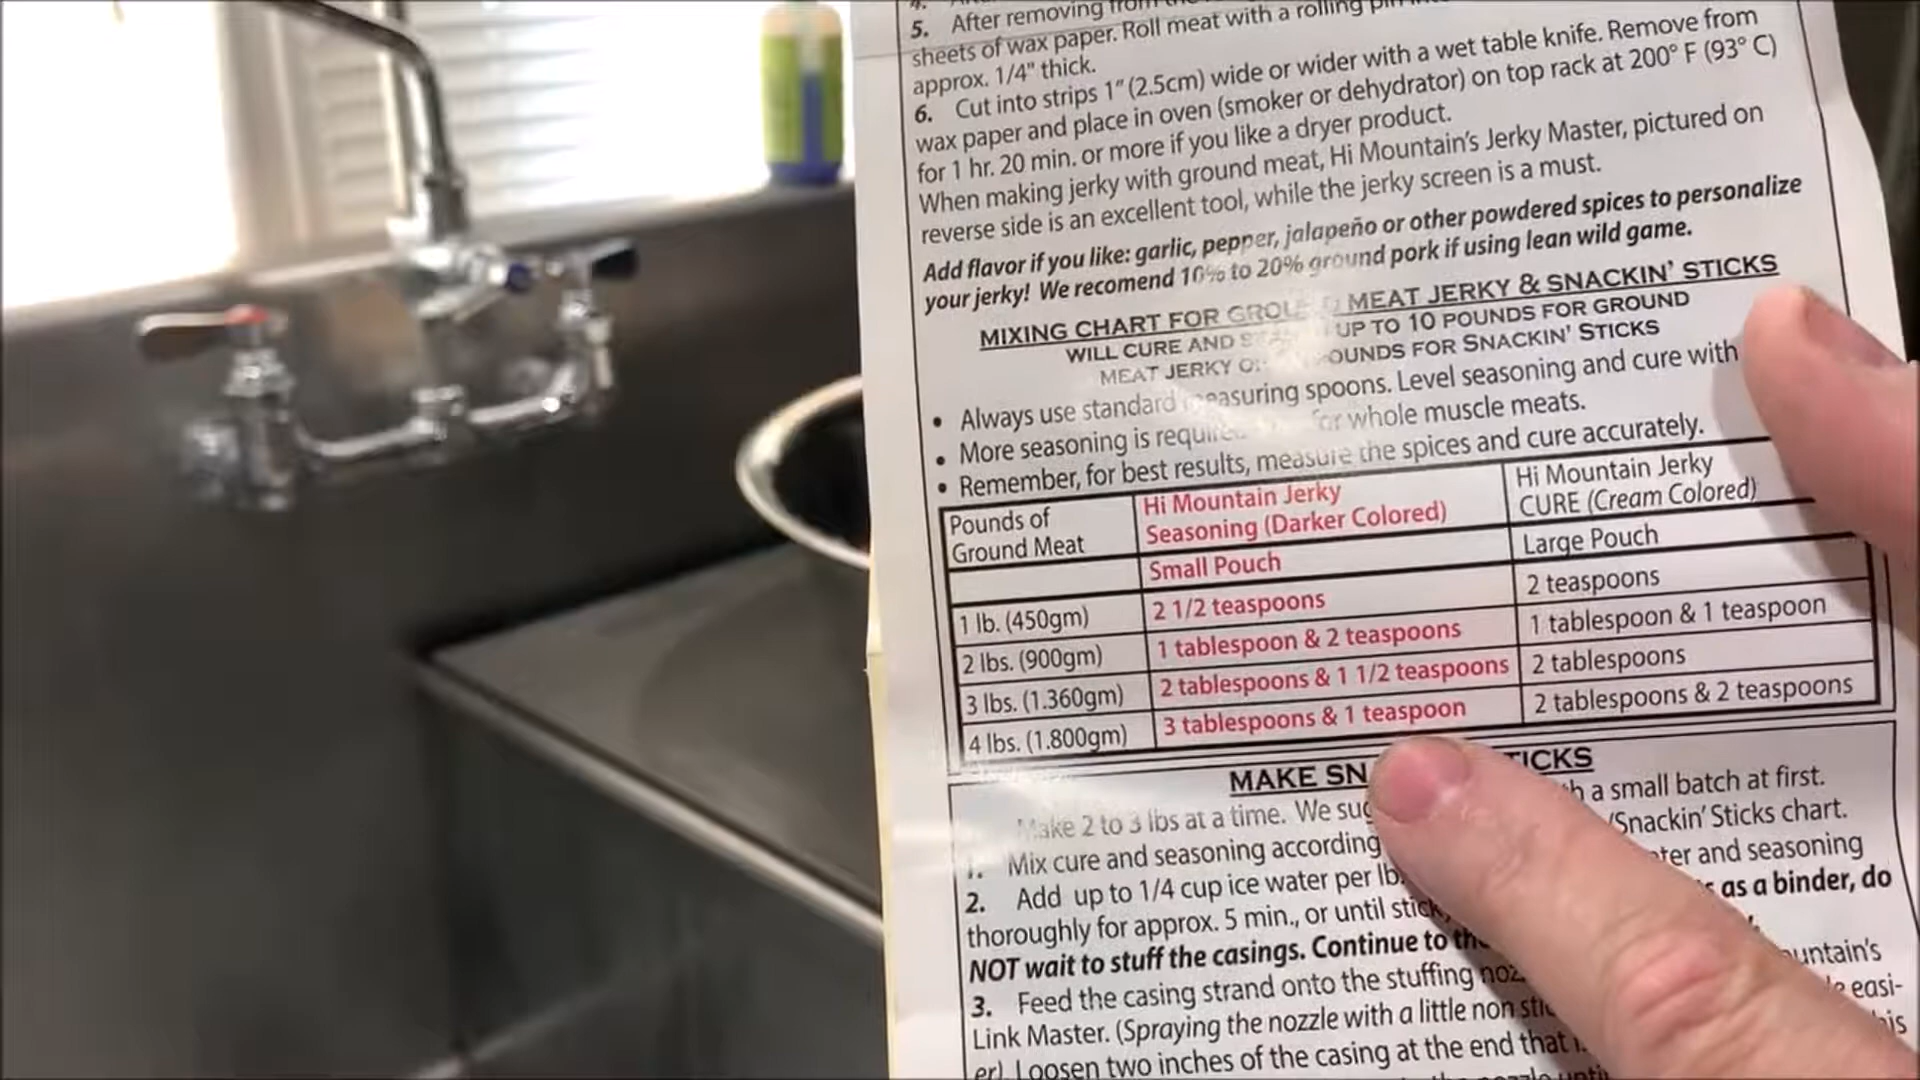 5. After removing from
sheets of wax paper. Roll meat with a rolling pin
approx. 1/4" thick.
6. Cut into strips 1" (2.5cm) wide or wider with a wet table knife. Remove from
wax paper and place in oven (smoker or dehydrator) on top rack at 200° F (93° C)
for 1 hr. 20 min. or more if you like a dryer product.
When making jerky with ground meat, Hi Mountain's Jerky Master, pictured on
reverse side is an excellent tool, while the jerky screen is a must.
Add flavor if you like: garlic, pepper, jalapeño or other powdered spices to personalize
your jerky! We recomend 10% to 20% ground pork if using lean wild game.
MIXING CHART FOR GROUND MEAT JERKY & SNACKIN' STICKS
WILL CURE AND UP TO 10 POUNDS FOR GROUND
MEAT JERKY POUNDS FOR SNACKIN' STICKS
• Always use standard measuring spoons. Level seasoning and cure with
• More seasoning is required for whole muscle meats.
• Remember, for best results, measure the spices and cure accurately.
Pounds of Ground Meat
Hi Mountain Jerky
Seasoning (Darker Colored)
Hi Mountain Jerky
CURE (Cream Colored)
Small Pouch Large Pouch
1 lb. (450gm) 2 1/2 teaspoons 2 teaspoons
2 lbs. (900gm) 1 tablespoon & 2 teaspoons 1 tablespoon & 1 teaspoon
3 lbs. (1.360gm) 2 tablespoons & 1 1/2 teaspoons 2 tablespoons
4 lbs. (1.800gm) 3 tablespoons & 1 teaspoon 2 tablespoons & 2 teaspoons
MAKE SN TICKS
Make 2 to 3 lbs at a time. We a small batch at first.
1. Mix cure and seasoning according /Snackin' Sticks chart.
2. Add up to 1/4 cup ice water per lb. and seasoning
thoroughly for approx. 5 min., or until as a binder, do
NOT wait to stuff the casings. Continue to
3. Feed the casing strand onto the stuffing
Link Master. (Spraying the nozzle with a little non easi-
er). Loosen two inches of the casing at the end that